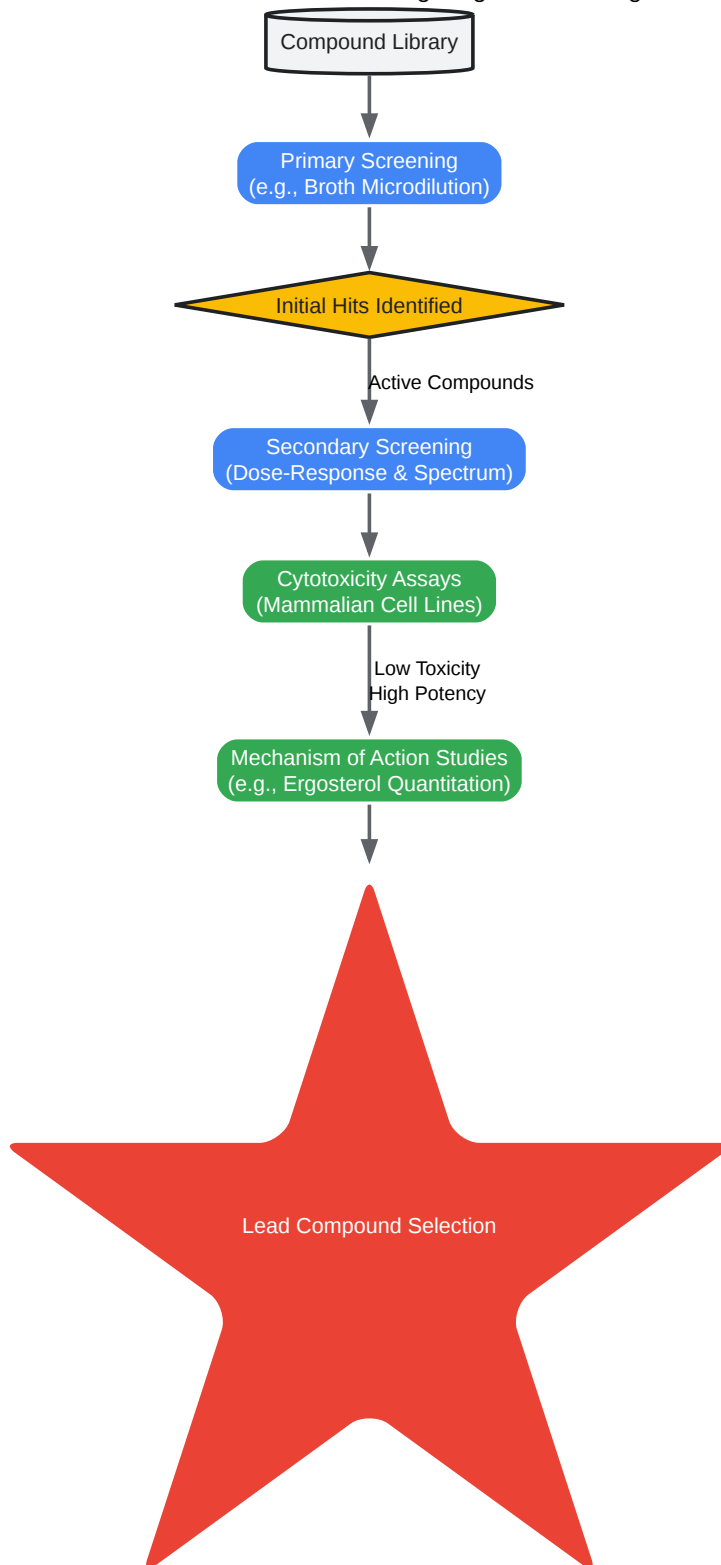 Compound Library
Primary Screening
(e.g., Broth Microdilution)
Initial Hits Identified
Active Compounds
Secondary Screening
(Dose-Response & Spectrum)
Cytotoxicity Assays
(Mammalian Cell Lines)
Low Toxicity
High Potency
Mechanism of Action Studies
(e.g., Ergosterol Quantitation)
Lead Compound Selection